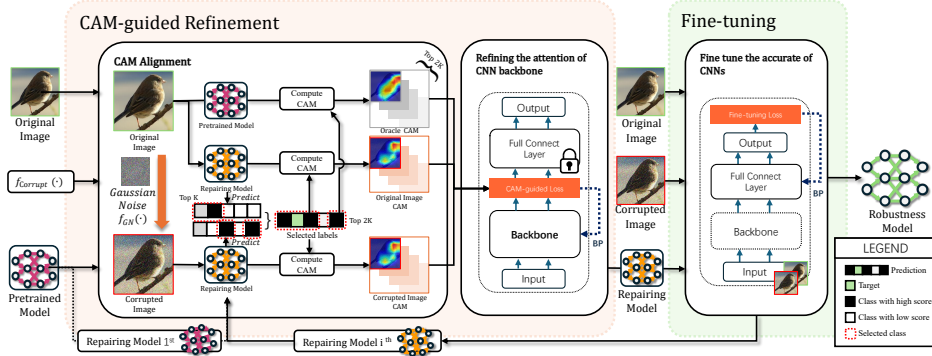 CAM-guided Refinement
Fine-tuning
CAM Alignment
Top 2K
Original
Image
Original
Image
Pretrained Model
Compute
CAM
Oracle CAM
Refining the attention of
CNN backbone
Output
Full Connect
Layer
CAM-guided Loss
Backbone
Input
BP
Original
Image
Corrupted
Image
Repairing
Model
Fine tune the accurate of
CNNs
Fine-tuning Loss
Output
Full Connect
Layer
BP
Backbone
Input
Robustness
Model
fCorrupt (·)
Gaussian
Noise
fGN(·)
Repairing Model
Compute
CAM
Original Image
CAM
Top K
Predict
Predict
Selected labels
Top 2K
Corrupted
Image
Repairing Model
Compute
CAM
Corrupted Image
CAM
Pretrained
Model
Repairing Model 1st
Repairing Model i th
LEGEND
Prediction
Target
Class with high score
Class with low score
Selected class